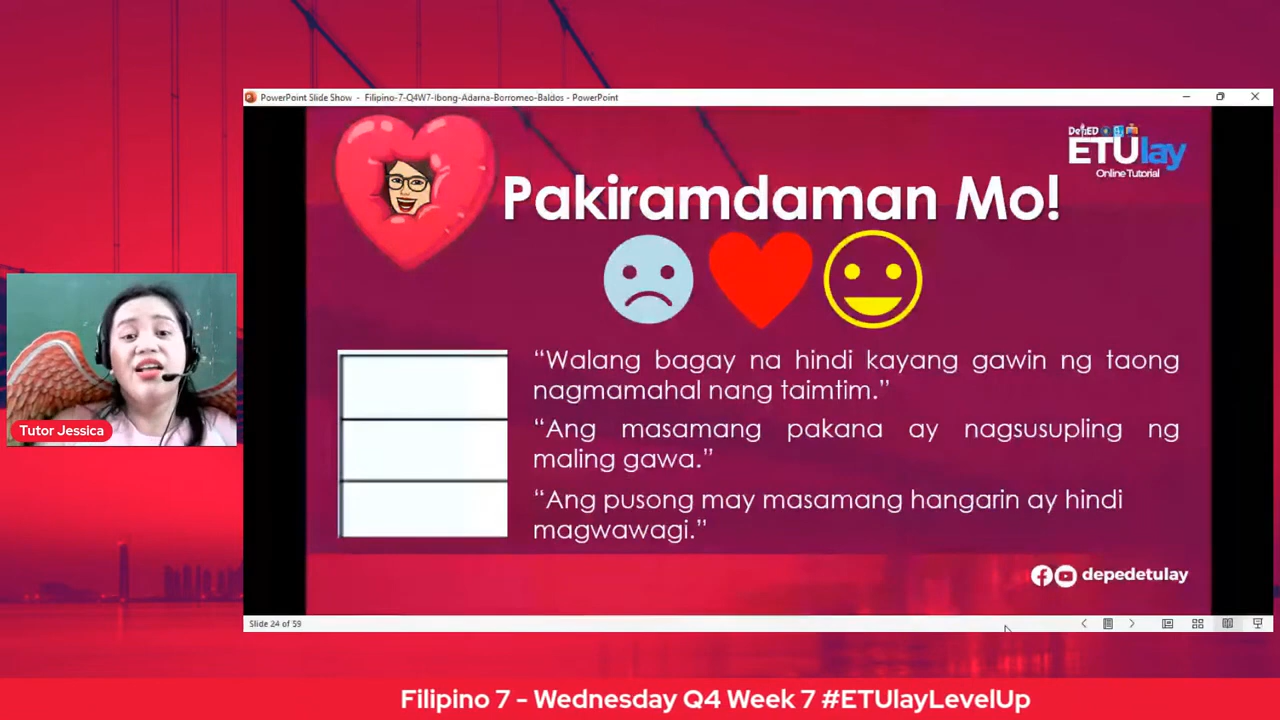 PowerPoint Slide Show - Filipino-7-Q4W7-Ibong-Adarna-Borromeo-Baldos - PowerPoint
DepED
ETUlay
Online Tutorial
Pakiramdaman Mo!
“Walang bagay na hindi kayang gawin ng taong
nagmamahal nang taimtim.”
“Ang masamang pakana ay nagsusupling ng
maling gawa.”
“Ang pusong may masamang hangarin ay hindi
magwawagi.”
Tutor Jessica
depedetulay
Slide 24 of 59
Filipino 7 - Wednesday Q4 Week 7 #ETUlayLevelUp